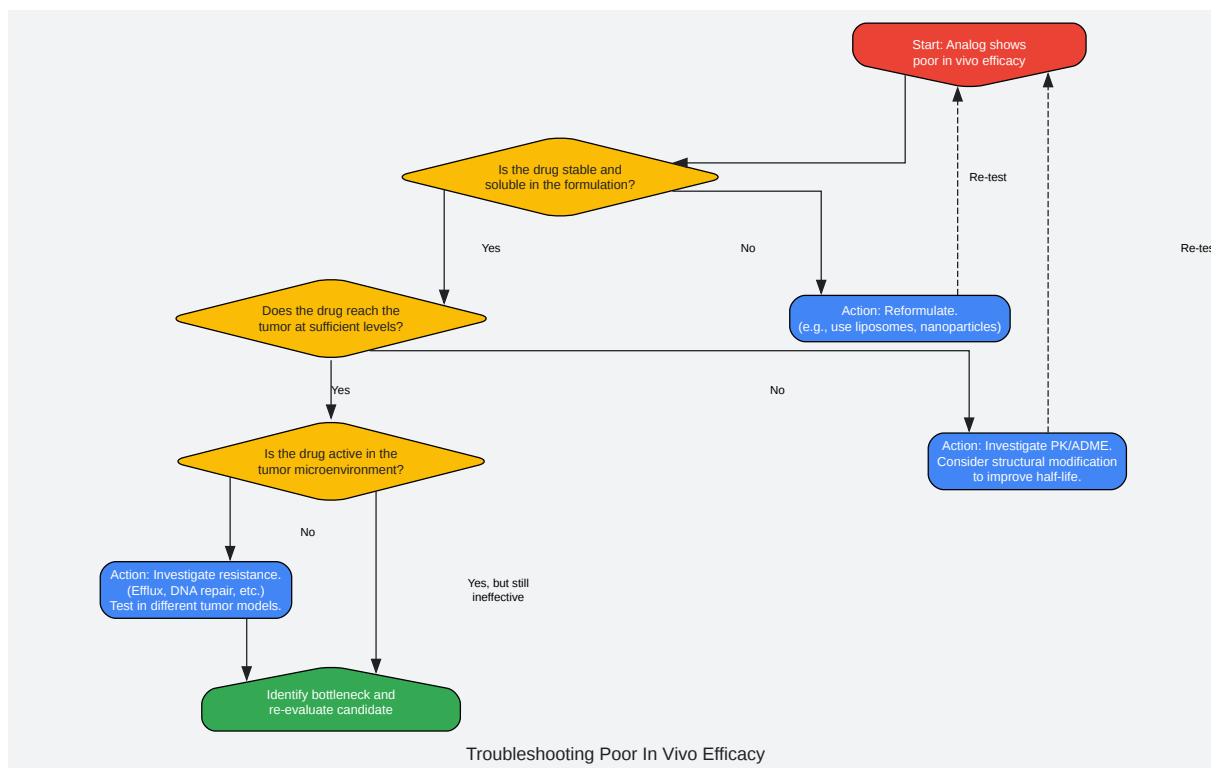 Start: Analog shows
poor in vivo efficacy
Is the drug stable and
soluble in the formulation?
Re-test
Yes
No
Re-tes
Does the drug reach the
tumor at sufficient levels?
Action: Reformulate.
(e.g., use liposomes, nanoparticles)
Yes
No
Is the drug active in the
tumor microenvironment?
Action: Investigate PK/ADME.
Consider structural modification
to improve half-life.
No
Action: Investigate resistance.
(Efflux, DNA repair, etc.)
Test in different tumor models.
Yes, but still
ineffective
Identify bottleneck and
re-evaluate candidate
Troubleshooting Poor In Vivo Efficacy